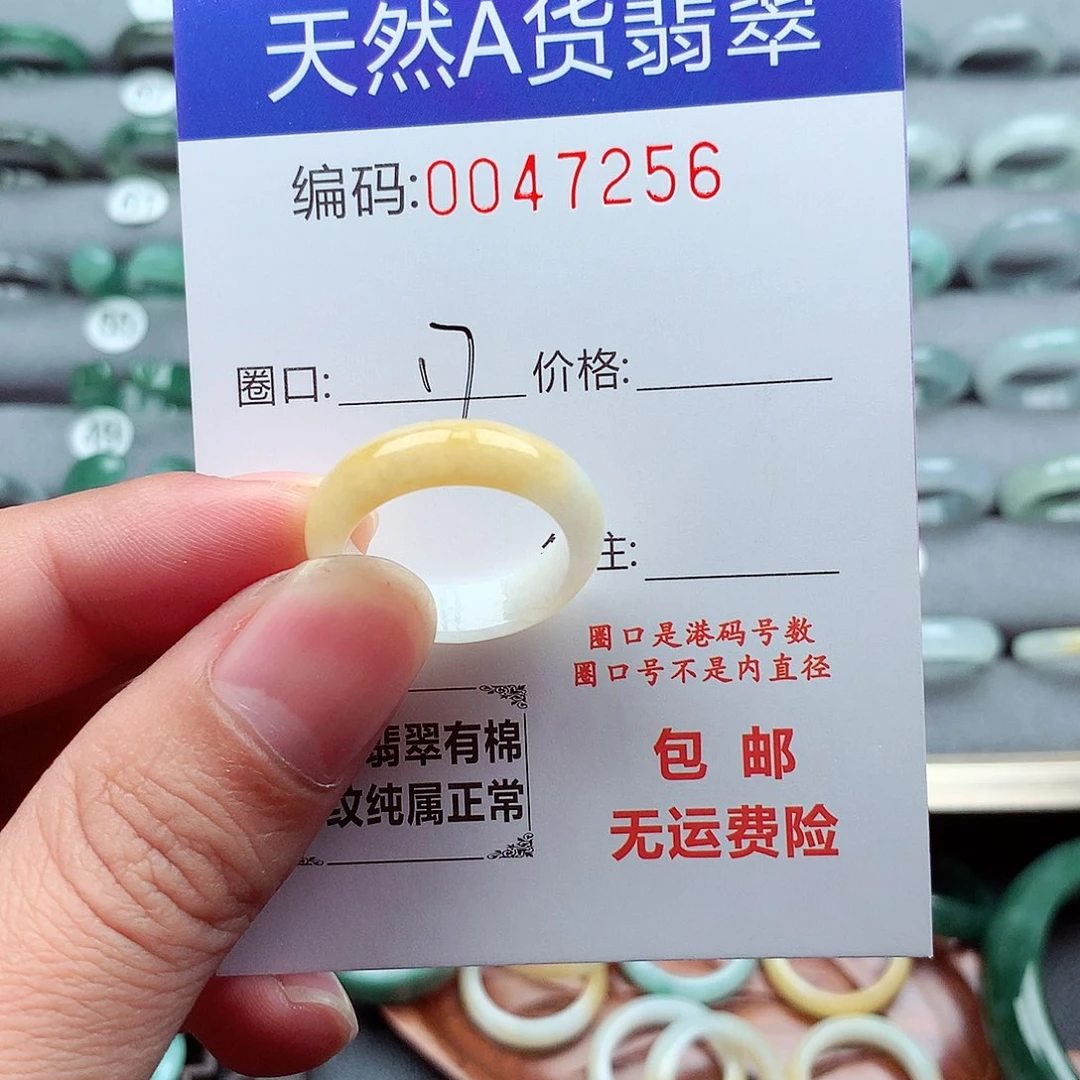 天然A货翡翠
编码:0047256
圈口: 17 价格:
主:
圈口是港码号数
圈口号不是内直径
翡翠有棉
纹纯属正常
包 邮
无运费险